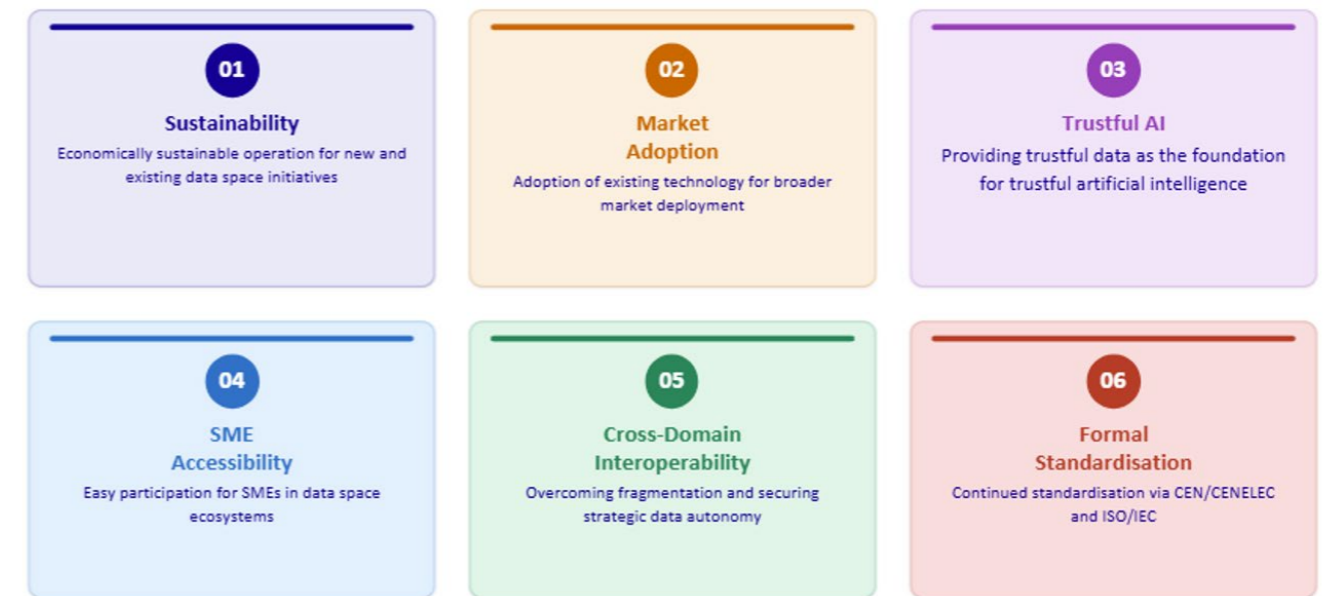 01
Sustainability
Economically sustainable operation for new and
existing data space initiatives
02
Market
Adoption
Adoption of existing technology for broader
market deployment
03
Trustful AI
Providing trustful data as the foundation
for trustful artificial intelligence
04
SME
Accessibility
Easy participation for SMEs in data space
ecosystems
05
Cross-Domain
Interoperability
Overcoming fragmentation and securing
strategic data autonomy
06
Formal
Standardisation
Continued standardisation via CEN/CENELEC
and ISO/IEC